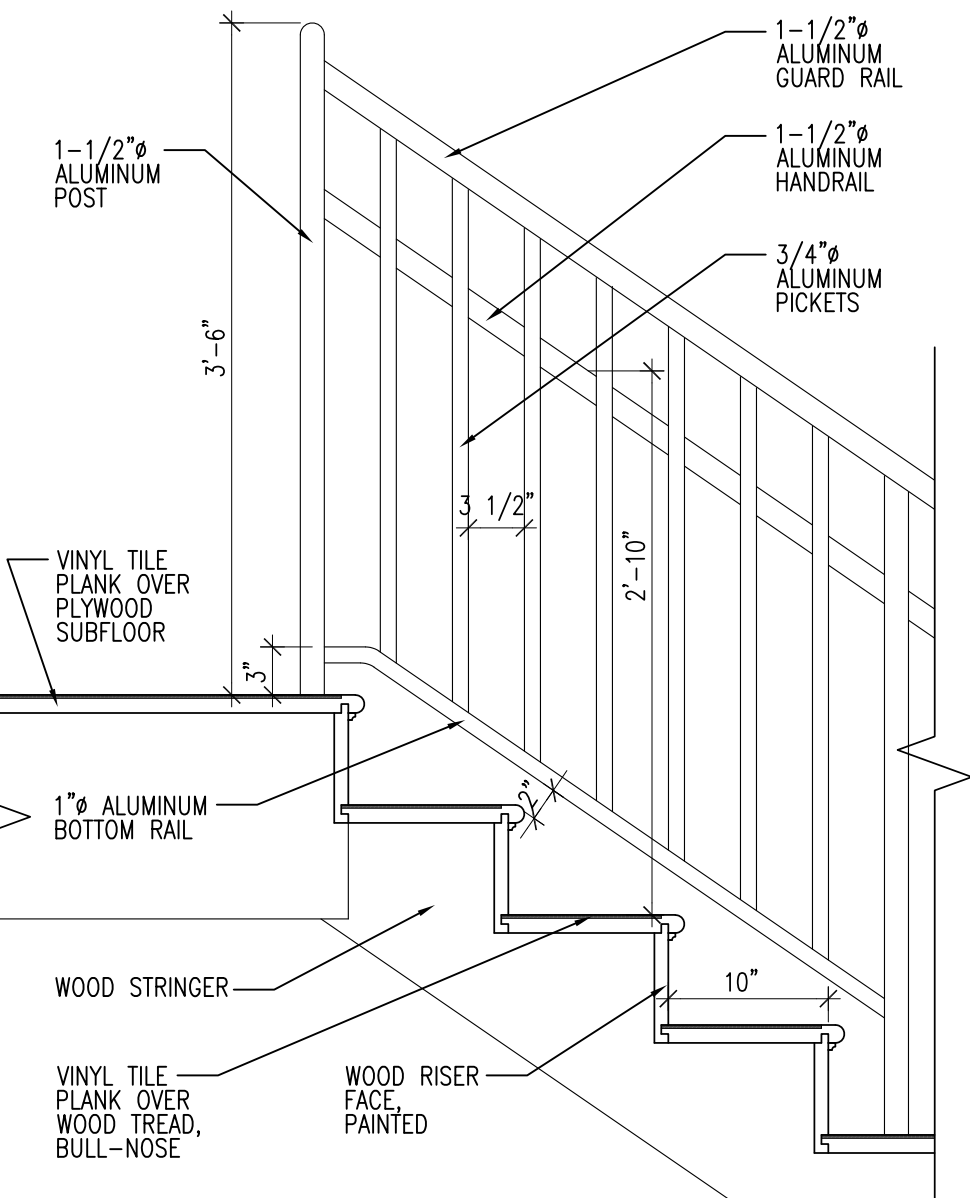 1-1/2"ø
ALUMINUM
GUARD RAIL
1-1/2"ø
ALUMINUM
HANDRAIL
1-1/2"ø
ALUMINUM
POST
3/4"ø
ALUMINUM
PICKETS
3'-6"
3 1/2"
2'-10"
VINYL TILE
PLANK OVER
PLYWOOD
SUBFLOOR
3"
2"
1"ø ALUMINUM
BOTTOM RAIL
WOOD STRINGER
10"
VINYL TILE
PLANK OVER
WOOD TREAD,
BULL-NOSE
WOOD RISER
FACE,
PAINTED